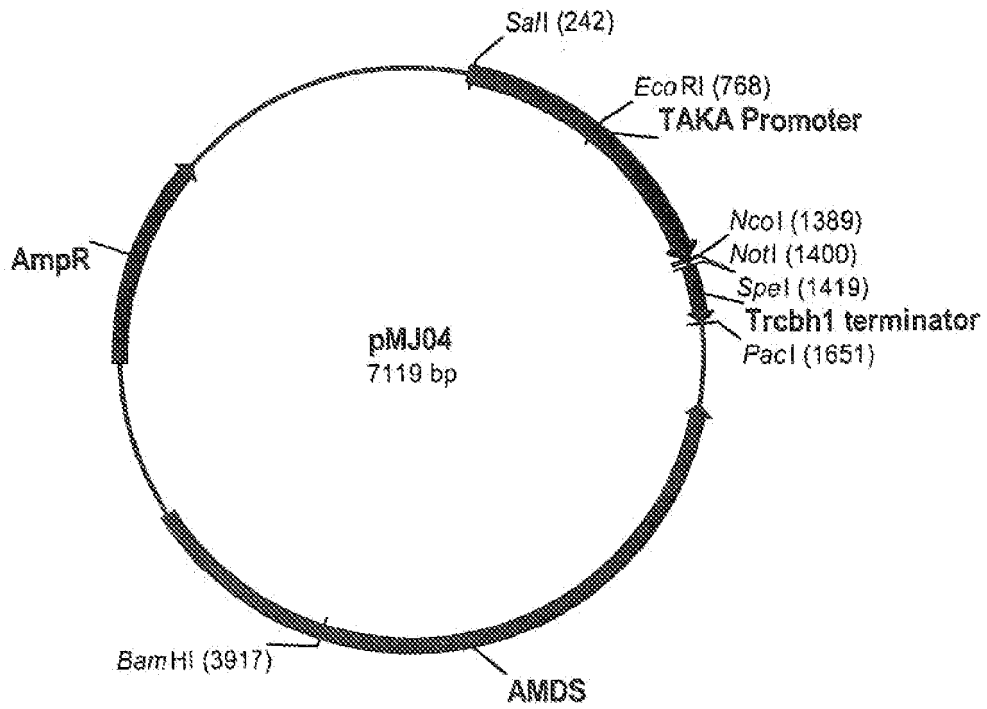 SalI (242)
EcoRI (768)
TAKA Promoter
NcoI (1389)
NotI (1400)
SpeI (1419)
Trcbh1 terminator
PacI (1651)
AmpR
pMJ04
7119 bp
BamHI (3917)
AMDS